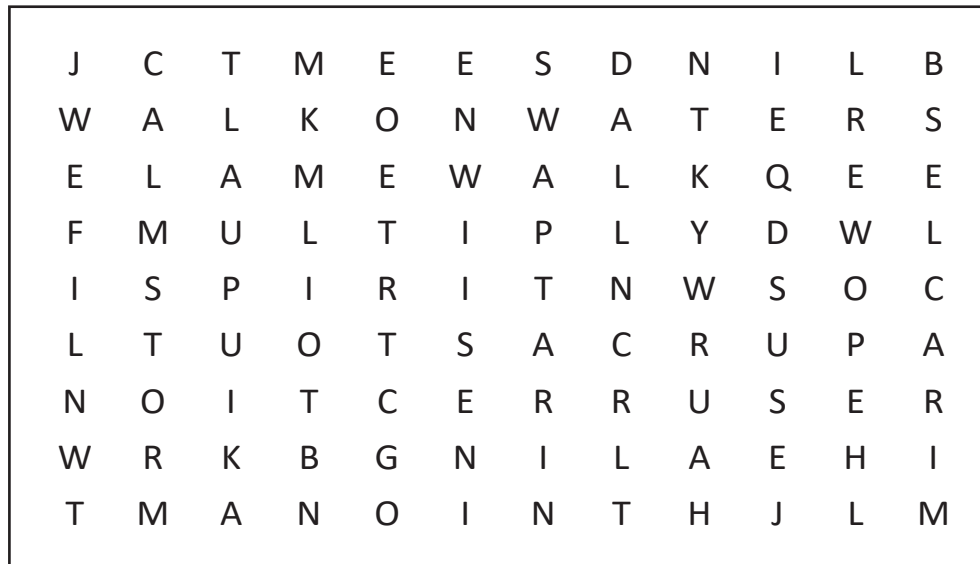 J C T M E E S D N I L B
W A L K O N W A T E R S
E L A M E W A L K Q E E
F M U L T I P L Y D W L
I S P I R I T N W S O C
L T U O T S A C R U P A
N O I T C E R R U S E R
W R K B G N I L A E H I
T M A N O I N T H J L M